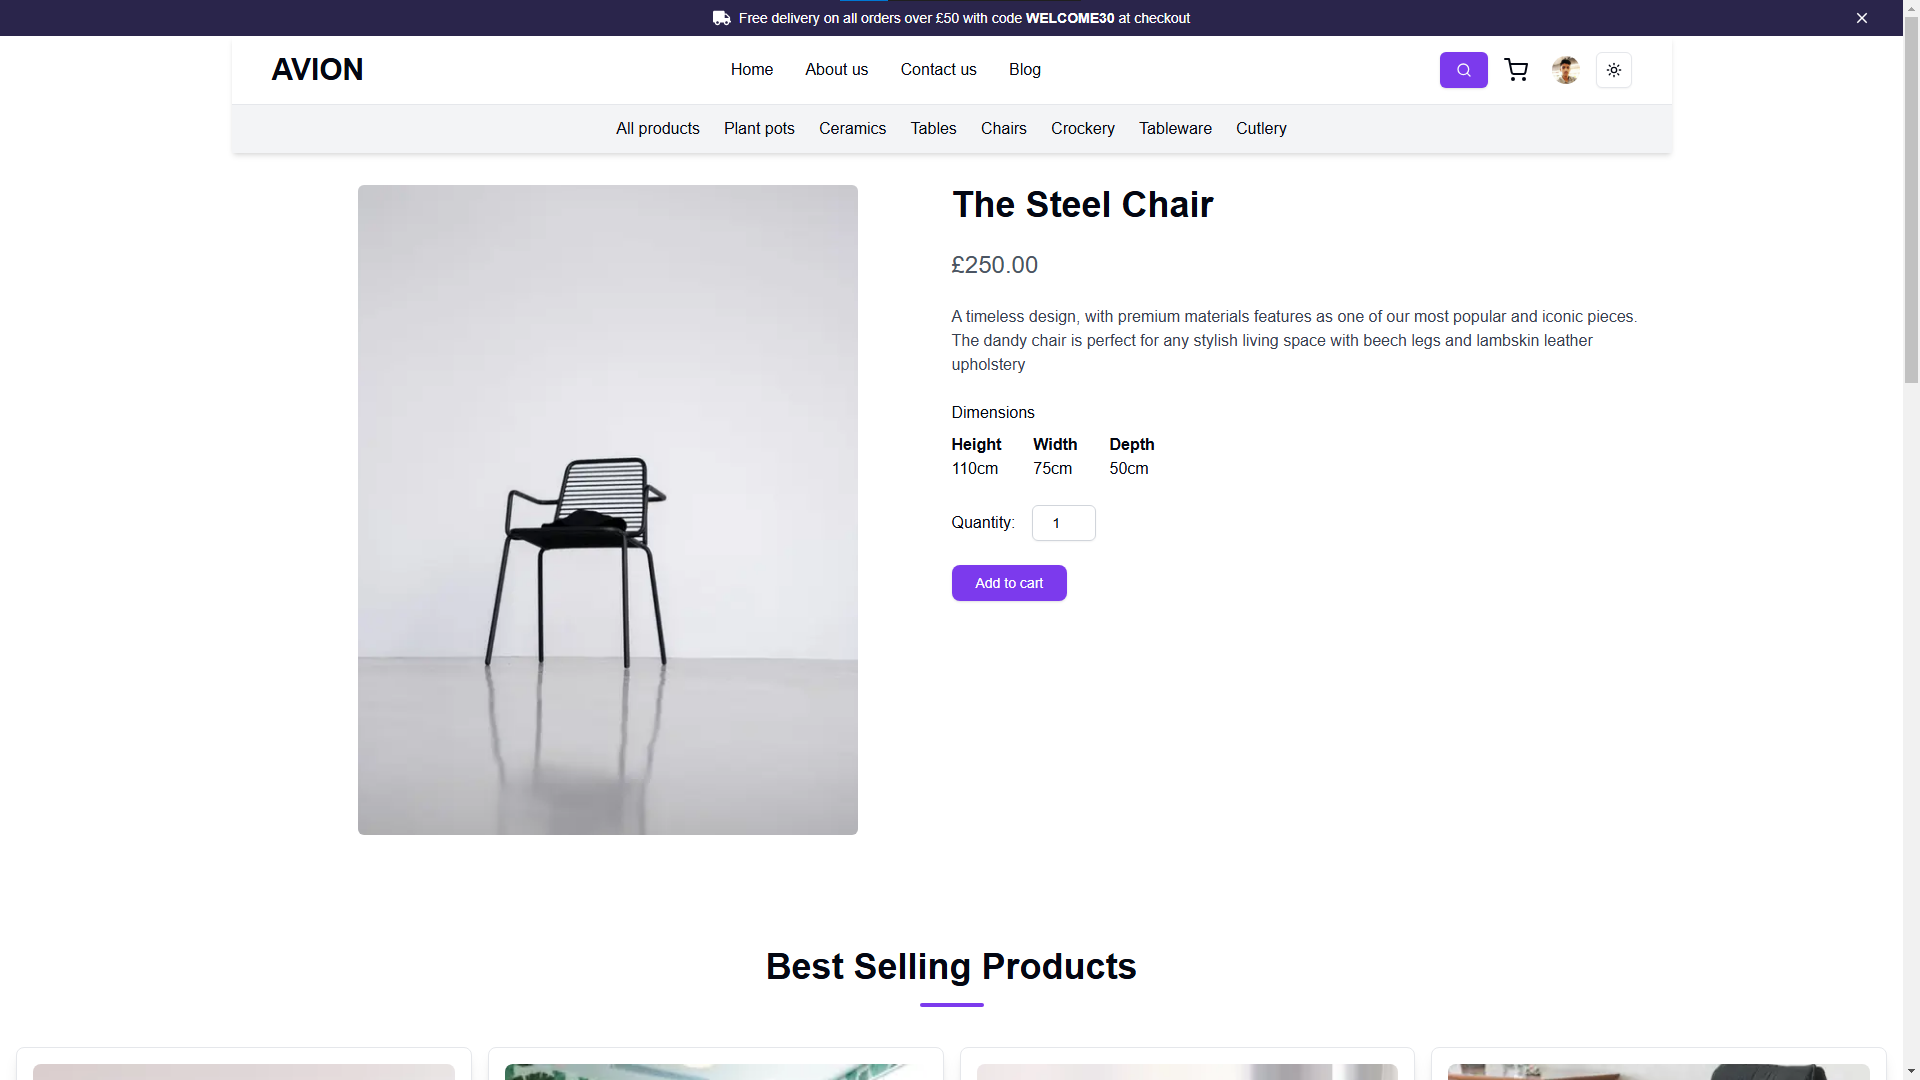 Free delivery on all orders over £50 with code WELCOME30 at checkout
AVION
Home
About us
Contact us
Blog
All products
Plant pots
Ceramics
Tables
Chairs
Crockery
Tableware
Cutlery
The Steel Chair
£250.00
A timeless design, with premium materials features as one of our most popular and iconic pieces.
The dandy chair is perfect for any stylish living space with beech legs and lambskin leather
upholstery
Dimensions
Height Width Depth
110cm 75cm 50cm
Quantity: 1
Add to cart
Best Selling Products